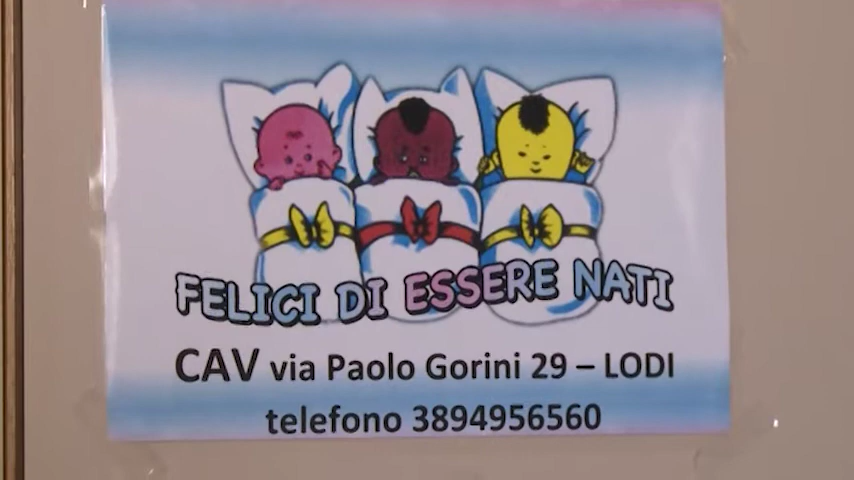 FELICI DI ESSERE NATI
CAV via Paolo Gorini 29 – LODI
telefono 3894956560